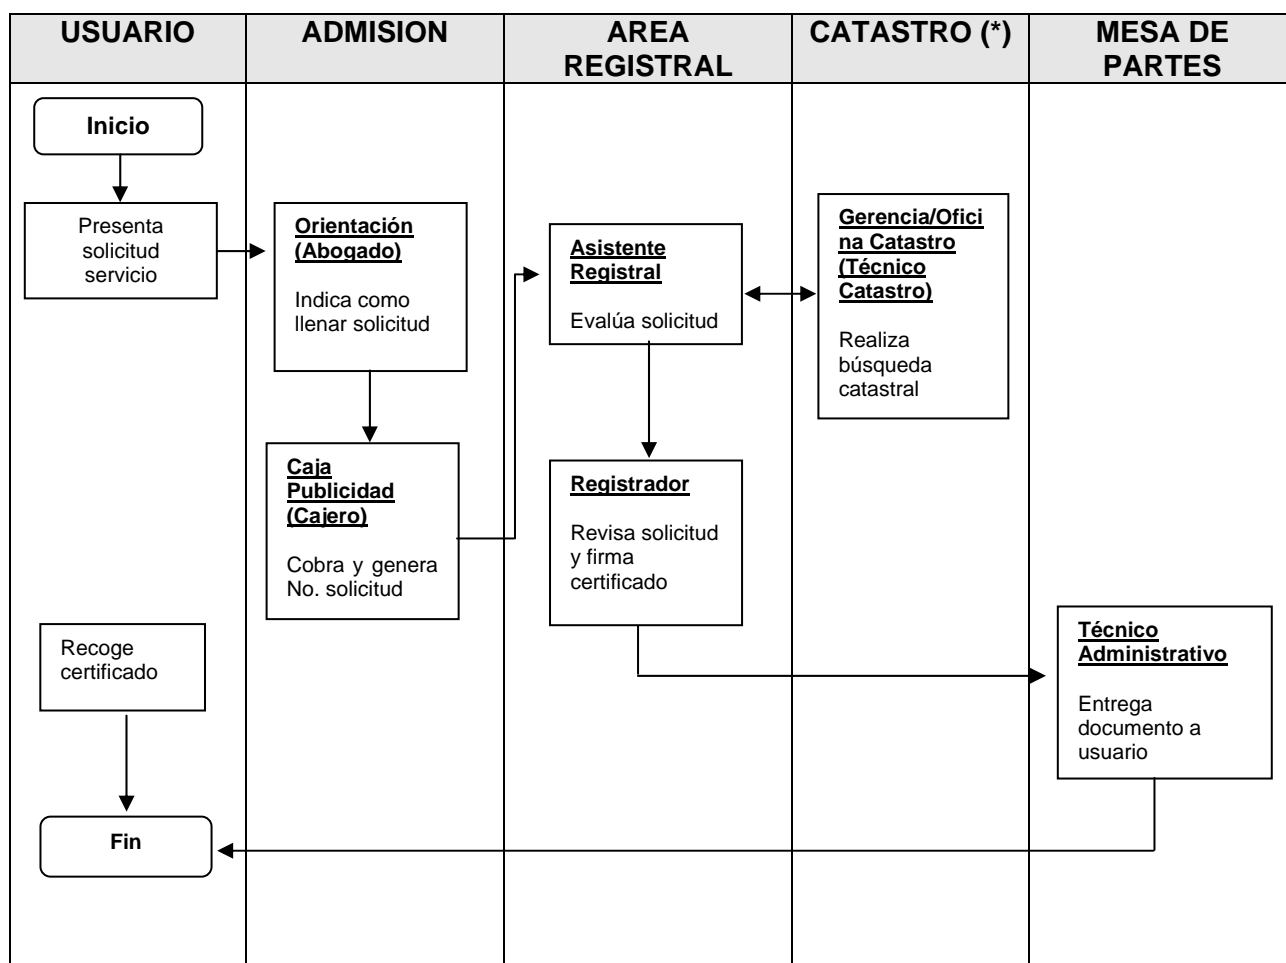 USUARIO
ADMISION
AREA
REGISTRAL
CATASTRO (*)
MESA DE
PARTES
Inicio
Presenta
solicitud
servicio
Orientación
(Abogado)
Indica como
llenar solicitud
Caja
Publicidad
(Cajero)
Cobra y genera
No. solicitud
Asistente
Registral
Evalúa solicitud
Gerencia/Ofici
na Catastro
(Técnico
Catastro)
Realiza
búsqueda
catastral
Registrador
Revisa solicitud
y firma
certificado
Técnico
Administrativo
Entrega
documento a
usuario
Recoge
certificado
Fin